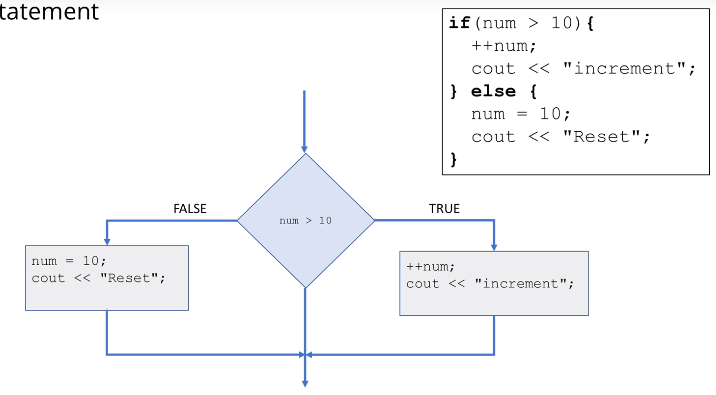 tatement
if(num > 10){
++num;
cout << "increment";
} else {
num = 10;
cout << "Reset";
}
FALSE
num > 10
TRUE
num = 10;
cout << "Reset";
++num;
cout << "increment";